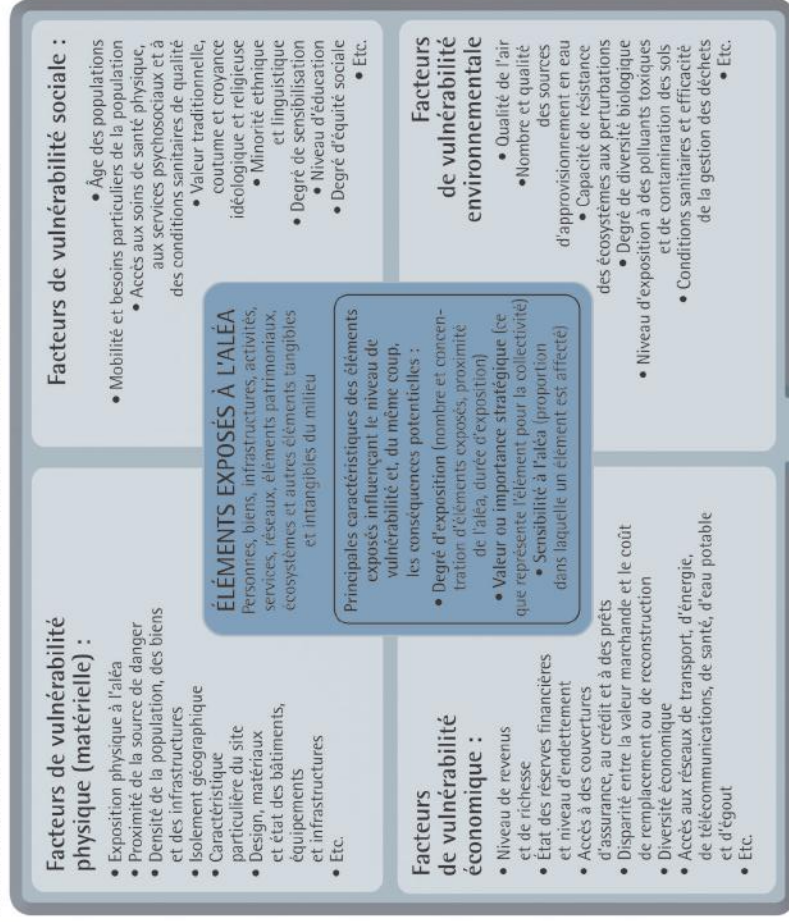 Facteurs de vulnérabilité
physique (matérielle) :
• Exposition physique à l'aléa
• Proximité de la source de danger
• Densité de la population, des biens
et des infrastructures
• Isolement géographique
• Caractéristique
particulière du site
• Design, matériaux
et état des bâtiments,
équipements
et infrastructures
• Etc.
Facteurs de vulnérabilité sociale :
• Âge des populations
• Mobilité et besoins particuliers de la population
• Accès aux soins de santé physique,
aux services psychosociaux et à
des conditions sanitaires de qualité
• Valeur traditionnelle,
coutume et croyance
idéologique et religieuse
• Minorité ethnique
et linguistique
• Degré de sensibilisation
• Niveau d'éducation
• Degré d'équité sociale
• Etc.
ÉLÉMENTS EXPOSÉS À L'ALÉA
Personnes, biens, infrastructures, activités,
services, réseaux, éléments patrimoniaux,
écosystèmes et autres éléments tangibles
et intangibles du milieu
Principales caractéristiques des éléments
exposés influençant le niveau de
vulnérabilité et, du même coup,
les conséquences potentielles :
• Degré d'exposition (nombre et concen-
tration d'éléments exposés, proximité
de l'aléa, durée d'exposition)
• Valeur ou importance stratégique (ce
que représente l'élément pour la collectivité)
• Sensibilité à l'aléa (proportion
dans laquelle un élément est affecté)
Facteurs
de vulnérabilité
économique :
• Niveau de revenus
et de richesse
• État des réserves financières
et niveau d'endettement
• Accès à des couvertures
d'assurance, au crédit et à des prêts
• Disparité entre la valeur marchande et le coût
de remplacement ou de reconstruction
• Diversité économique
• Accès aux réseaux de transport, d'énergie,
de télécommunications, de santé, d'eau potable
et d'égout
• Etc.
Facteurs
de vulnérabilité
environnementale :
• Qualité de l'air
•Nombre et qualité
des sources
d'approvisionnement en eau
• Capacité de résistance
des écosystèmes aux perturbations
• Degré de diversité biologique
• Niveau d'exposition à des polluants toxiques
et de contamination des sols
• Conditions sanitaires et efficacité
de la gestion des déchets
• Etc.